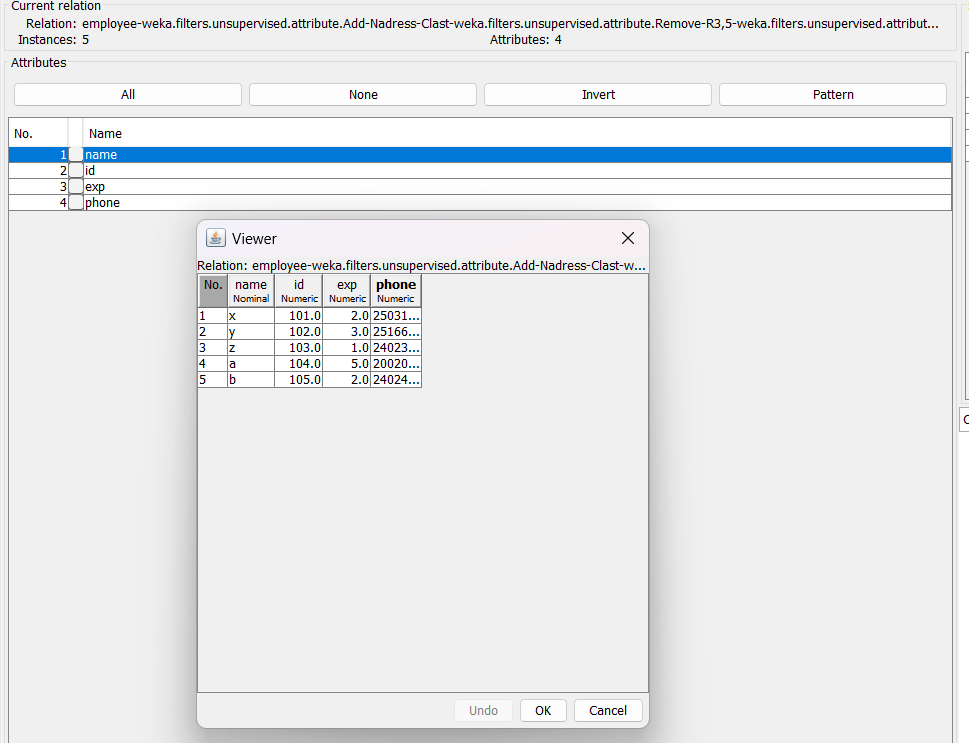 Current relation
Relation: employee-weka.filters.unsupervised.attribute.Add-Nadress-Clast-weka.filters.unsupervised.attribute.Remove-R3,5-weka.filters.unsupervised.attribut...
Instances: 5 Attributes: 4
Attributes
All None Invert Pattern
No. Name
1 name
2 id
3 exp
4 phone
Viewer
Relation: employee-weka.filters.unsupervised.attribute.Add-Nadress-Clast-w...
No. name id exp phone
Nominal Numeric Numeric Numeric
1 x 101.0 2.0 25031...
2 y 102.0 3.0 25166...
3 z 103.0 1.0 24023...
4 a 104.0 5.0 20020...
5 b 105.0 2.0 24024...
Undo OK Cancel